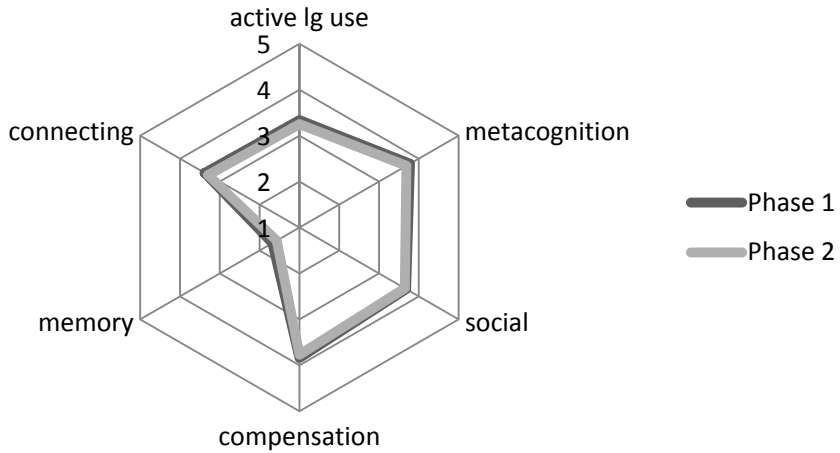 active lg use
5
4
connecting
metacognition
3
2
Phase 1
1
Phase 2
memory
social
compensation